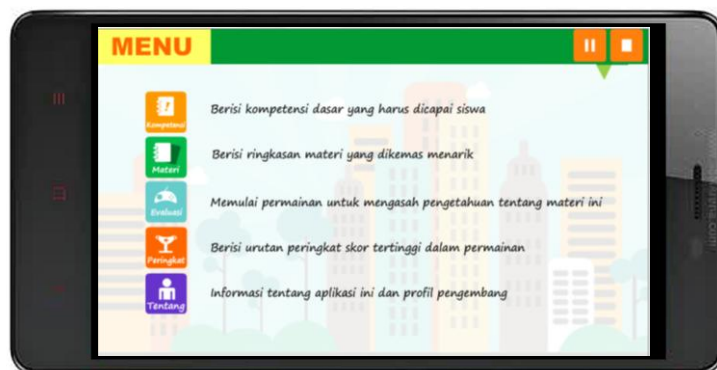 MENU
Kompetensi
Berisi kompetensi dasar yang harus dicapai siswa
Materi
Berisi ringkasan materi yang dikemas menarik
Evaluasi
Memulai permainan untuk mengasah pengetahuan tentang materi ini
Peringkat
Berisi urutan peringkat skor tertinggi dalam permainan
Tentang
Informasi tentang aplikasi ini dan profil pengembang